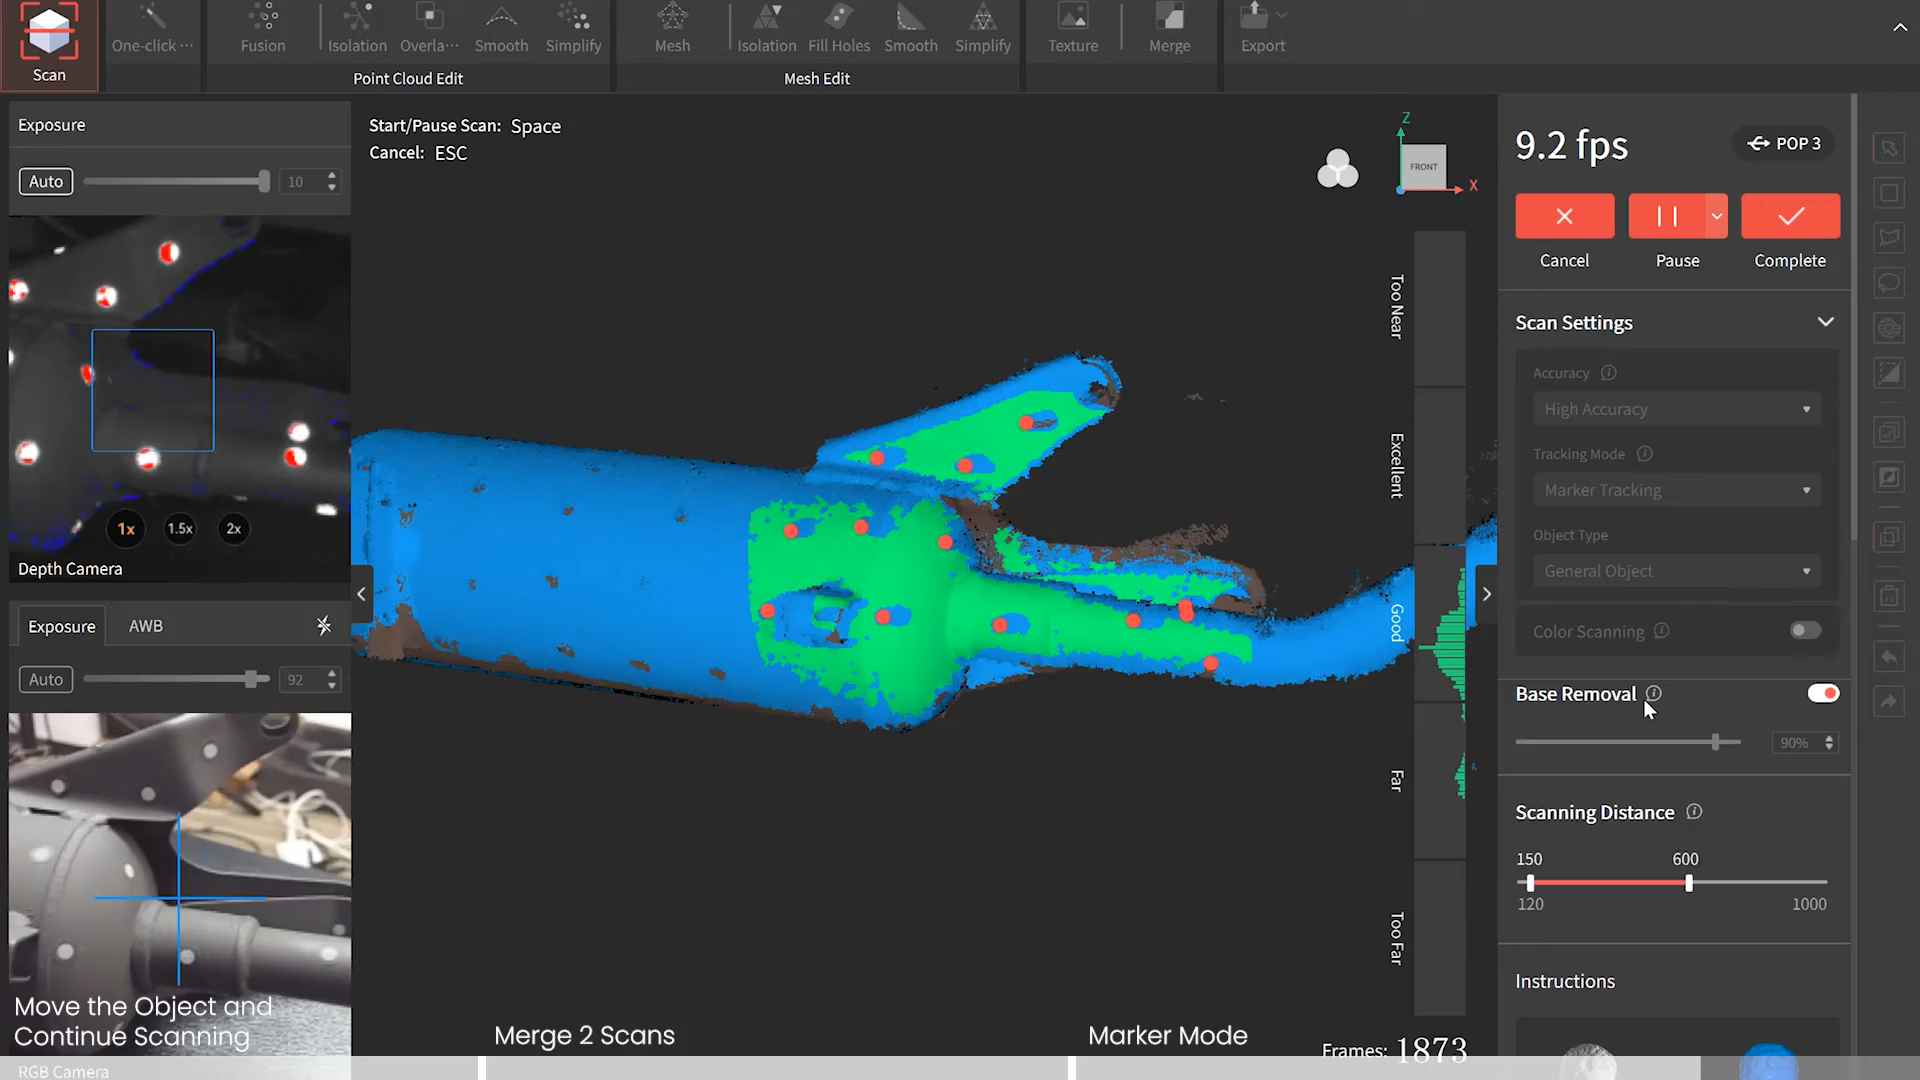 Scan
One-click ···
Fusion
Isolation
Overla···
Smooth
Simplify
Point Cloud Edit
Mesh
Isolation
Fill Holes
Smooth
Simplify
Mesh Edit
Texture
Merge
Export
Exposure
Auto
10
1x
1.5x
2x
Depth Camera
Exposure
AWB
Auto
92
Move the Object and
Continue Scanning
RGB Camera
Start/Pause Scan: Space
Cancel: ESC
Z
FRONT
X
Too Near
Excellent
Good
Far
Too Far
Merge 2 Scans
Marker Mode
Frames: 1873
9.2 fps
POP 3
Cancel
Pause
Complete
Scan Settings
Accuracy
High Accuracy
Tracking Mode
Marker Tracking
Object Type
General Object
Color Scanning
Base Removal
90%
Scanning Distance
150
600
120
1000
Instructions